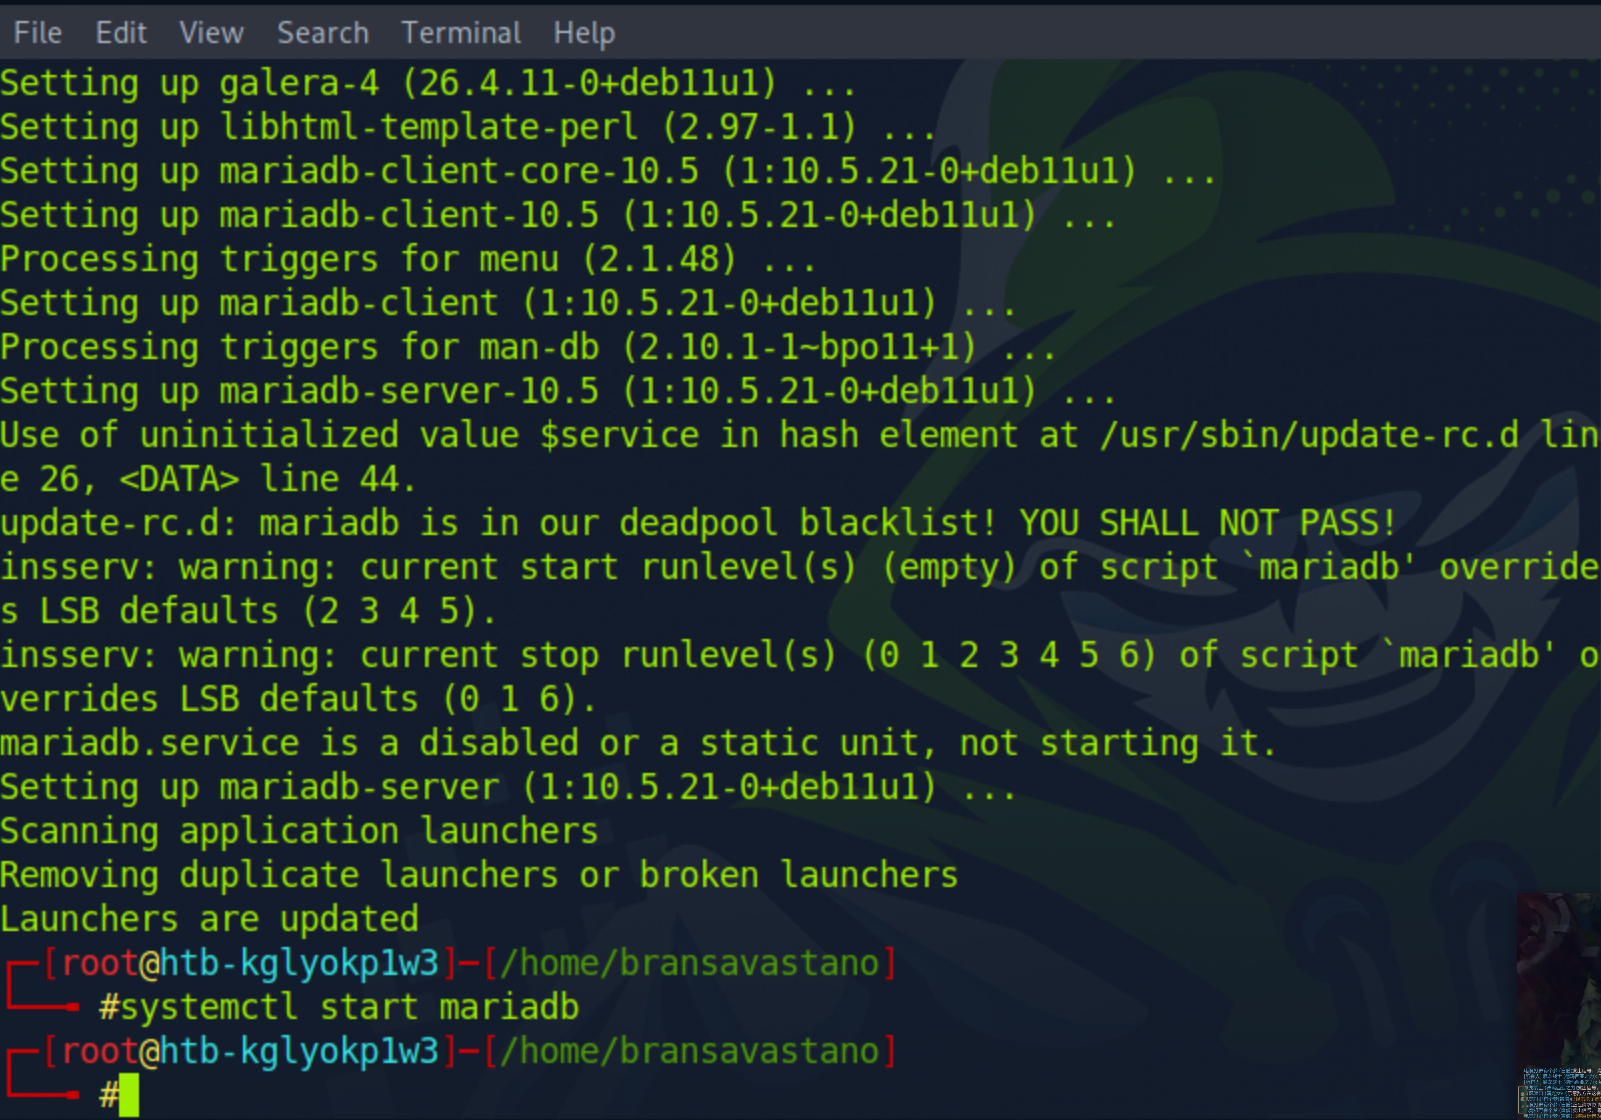 File Edit View Search Terminal Help
Setting up galera-4 (26.4.11-0+deb11u1) ...
Setting up libhtml-template-perl (2.97-1.1) ...
Setting up mariadb-client-core-10.5 (1:10.5.21-0+deb11u1) ...
Setting up mariadb-client-10.5 (1:10.5.21-0+deb11u1) ...
Processing triggers for menu (2.1.48) ...
Setting up mariadb-client (1:10.5.21-0+deb11u1) ...
Processing triggers for man-db (2.10.1-1~bpo11+1) ...
Setting up mariadb-server-10.5 (1:10.5.21-0+deb11u1) ...
Use of uninitialized value $service in hash element at /usr/sbin/update-rc.d lin
e 26, <DATA> line 44.
update-rc.d: mariadb is in our deadpool blacklist! YOU SHALL NOT PASS!
insserv: warning: current start runlevel(s) (empty) of script `mariadb' override
s LSB defaults (2 3 4 5).
insserv: warning: current stop runlevel(s) (0 1 2 3 4 5 6) of script `mariadb' o
verrides LSB defaults (0 1 6).
mariadb.service is a disabled or a static unit, not starting it.
Setting up mariadb-server (1:10.5.21-0+deb11u1) ...
Scanning application launchers
Removing duplicate launchers or broken launchers
Launchers are updated
┌─[root@htb-kglyokp1w3]─[/home/bransavastano]
└──╼ #systemctl start mariadb
┌─[root@htb-kglyokp1w3]─[/home/bransavastano]
└──╼ #